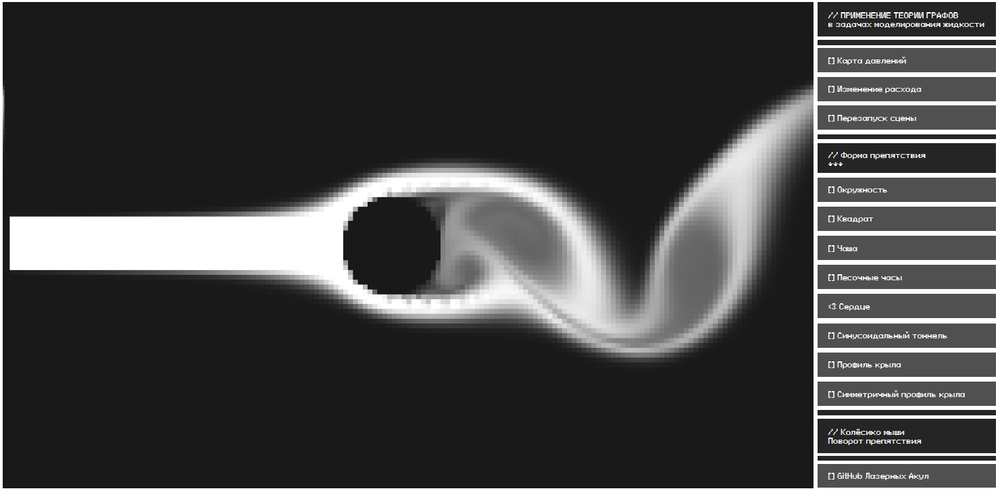 // ПРИМЕНЕНИЕ ТЕОРИИ ГРАФОВ
в задачах моделирования жидкости
[] Карта давлений
[] Изменение расхода
[] Перезапуск сцены
// Форма препятствия
***
[] Окружность
[] Квадрат
[] Чаша
[] Песочные часы
<3 Сердце
[] Синусоидальный тоннель
[] Профиль крыла
[] Симметричный профиль крыла
// Колёсико мыши
Поворот препятствия
[] GitHub Лазерных Акул